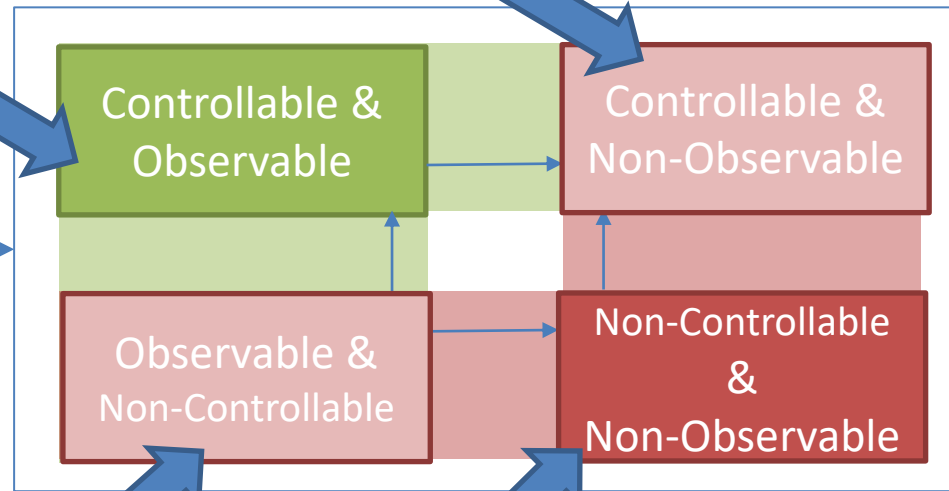 Controllable &
Observable
Controllable &
Non-Observable
Observable &
Non-Controllable
Non-Controllable
&
Non-Observable